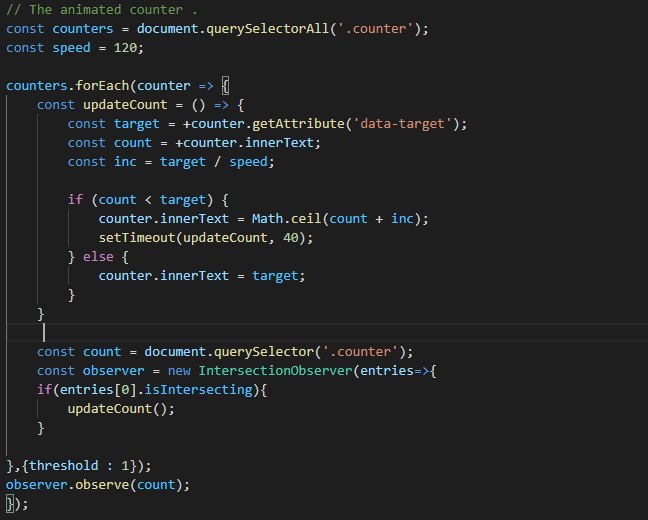 // The animated counter .
const counters = document.querySelectorAll('.counter');
const speed = 120;
counters.forEach(counter => {
const updateCount = () => {
const target = +counter.getAttribute('data-target');
const count = +counter.innerText;
const inc = target / speed;
if (count < target) {
counter.innerText = Math.ceil(count + inc);
setTimeout(updateCount, 40);
} else {
counter.innerText = target;
}
}
const count = document.querySelector('.counter');
const observer = new IntersectionObserver(entries=>{
if(entries[0].isIntersecting){
updateCount();
}
},{threshold : 1});
observer.observe(count);
});